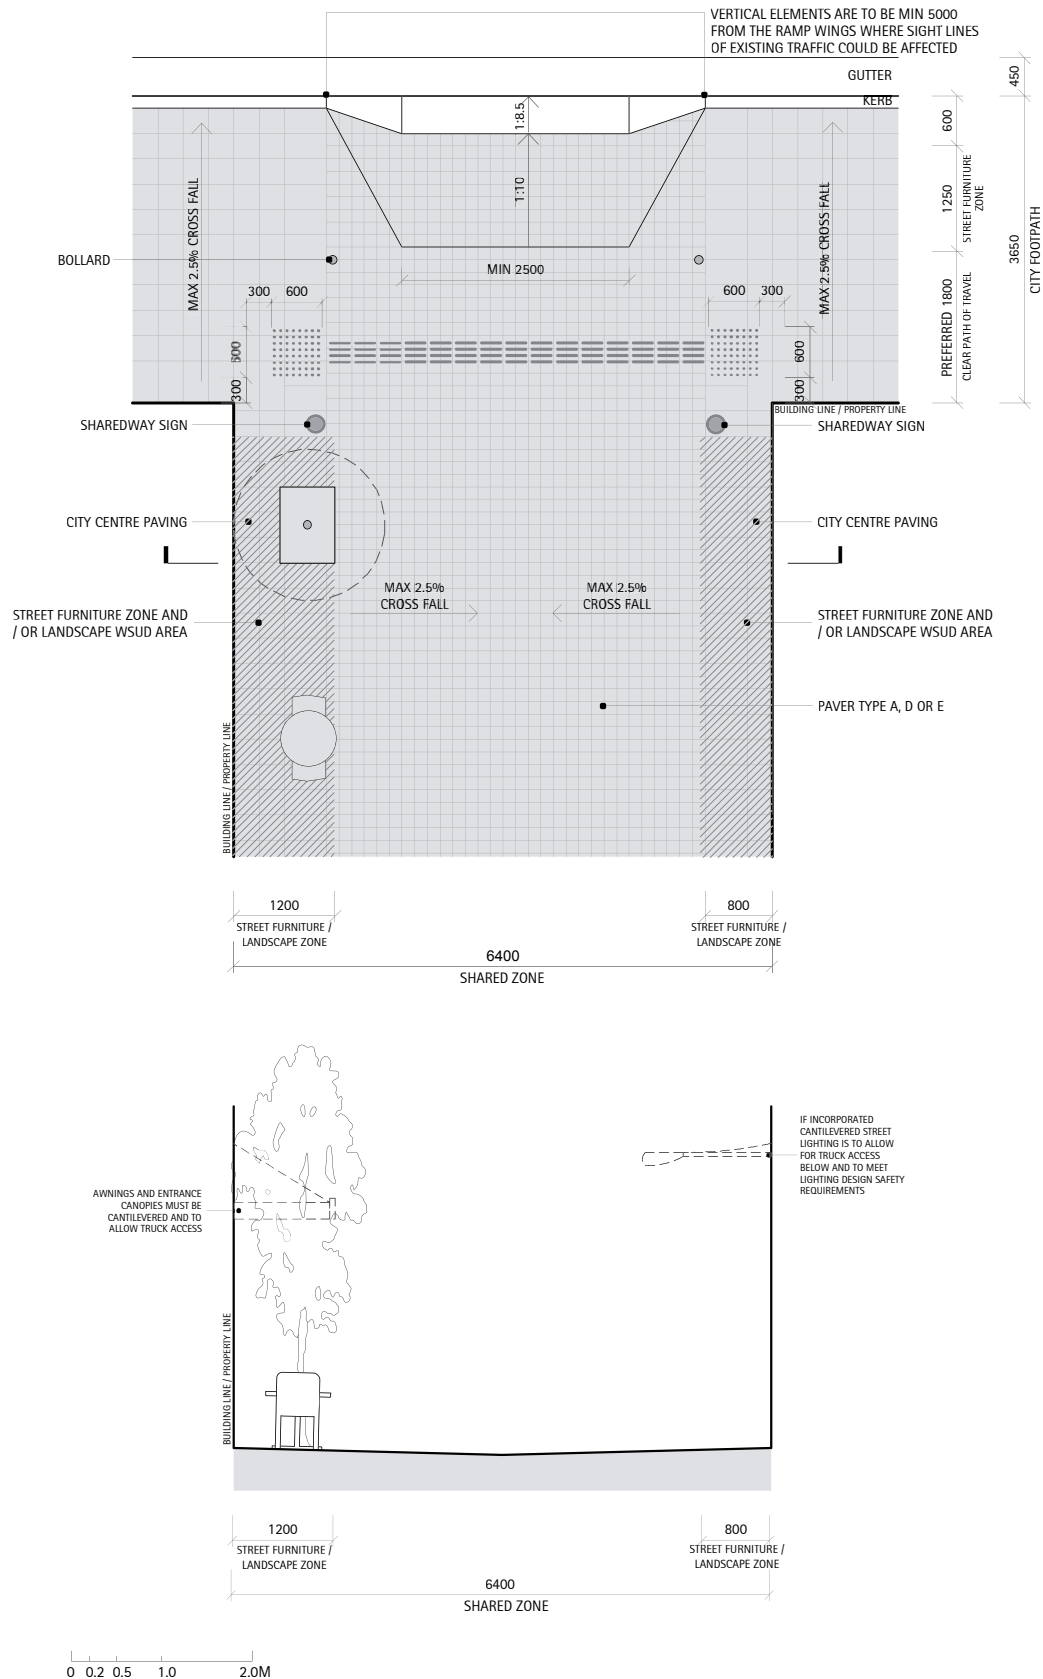 VERTICAL ELEMENTS ARE TO BE MIN 5000
FROM THE RAMP WINGS WHERE SIGHT LINES
OF EXISTING TRAFFIC COULD BE AFFECTED
GUTTER
KERB
450
600
1250
STREET FURNITURE
ZONE
3650
CITY FOOTPATH
PREFERRED 1800
CLEAR PATH OF TRAVEL
1:8.5
1:10
MAX 2.5% CROSS FALL
MAX 2.5% CROSS FALL
BOLLARD
MIN 2500
300
600
600
300
600
300
600
300
BUILDING LINE / PROPERTY LINE
SHAREDWAY SIGN
SHAREDWAY SIGN
CITY CENTRE PAVING
CITY CENTRE PAVING
MAX 2.5%
CROSS FALL
MAX 2.5%
CROSS FALL
STREET FURNITURE ZONE AND
/ OR LANDSCAPE WSUD AREA
STREET FURNITURE ZONE AND
/ OR LANDSCAPE WSUD AREA
PAVER TYPE A, D OR E
BUILDING LINE / PROPERTY LINE
1200
STREET FURNITURE /
LANDSCAPE ZONE
800
STREET FURNITURE /
LANDSCAPE ZONE
6400
SHARED ZONE
IF INCORPORATED
CANTILEVERED STREET
LIGHTING IS TO ALLOW
FOR TRUCK ACCESS
BELOW AND TO MEET
LIGHTING DESIGN SAFETY
REQUIREMENTS
AWNINGS AND ENTRANCE
CANOPIES MUST BE
CANTILEVERED AND TO
ALLOW TRUCK ACCESS
BUILDING LINE / PROPERTY LINE
1200
STREET FURNITURE /
LANDSCAPE ZONE
800
STREET FURNITURE /
LANDSCAPE ZONE
6400
SHARED ZONE
0 0.2 0.5 1.0 2.0M